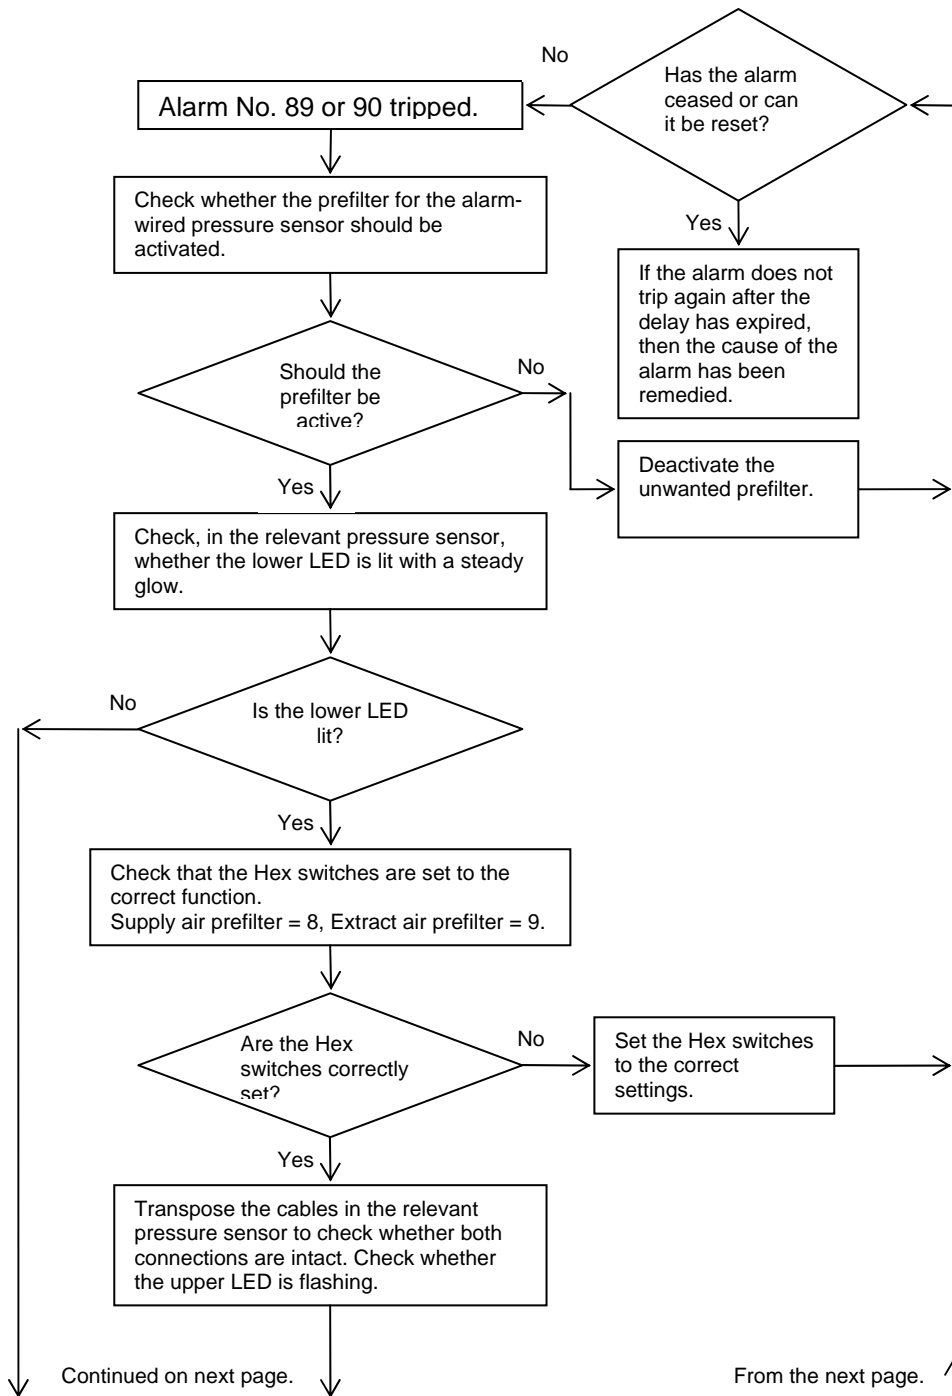 No
Has the alarm
ceased or can
it be reset?
Alarm No. 89 or 90 tripped.
Check whether the prefilter for the alarm-
wired pressure sensor should be
activated.
Yes
If the alarm does not
trip again after the
delay has expired,
then the cause of the
alarm has been
remedied.
Should the
prefilter be
active?
No
Deactivate the
unwanted prefilter.
Yes
Check, in the relevant pressure sensor,
whether the lower LED is lit with a steady
glow.
No
Is the lower LED
lit?
Yes
Check that the Hex switches are set to the
correct function.
Supply air prefilter = 8, Extract air prefilter = 9.
Are the Hex
switches correctly
set?
No
Set the Hex switches
to the correct
settings.
Yes
Transpose the cables in the relevant
pressure sensor to check whether both
connections are intact. Check whether
the upper LED is flashing.
Continued on next page.
From the next page.